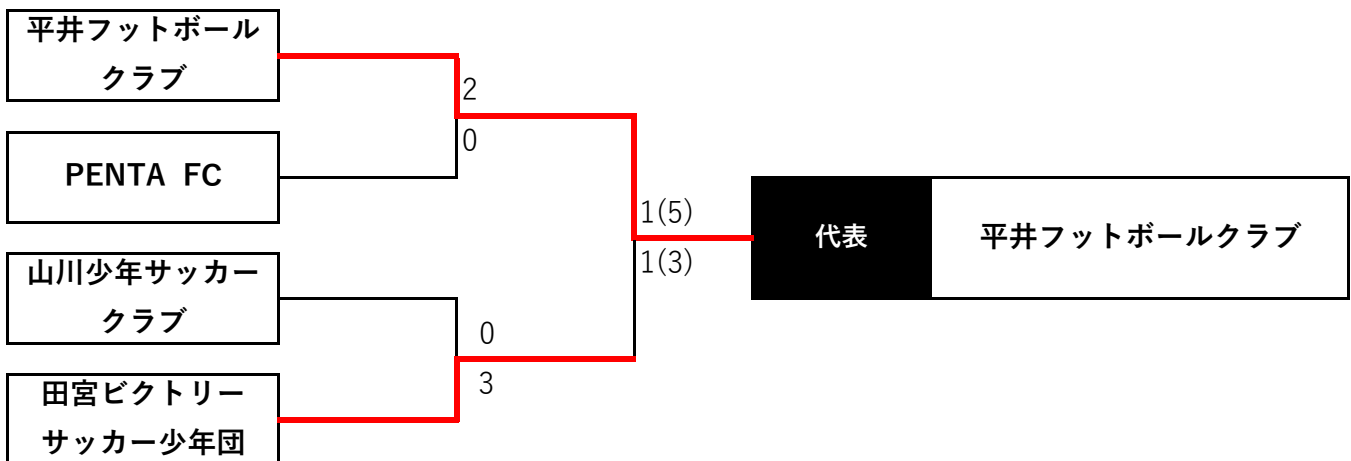 平井フットボール
クラブ
2
0
PENTA FC
1(5)
1(3)
代表
平井フットボールクラブ
山川少年サッカー
クラブ
0
3
田宮ビクトリー
サッカー少年団